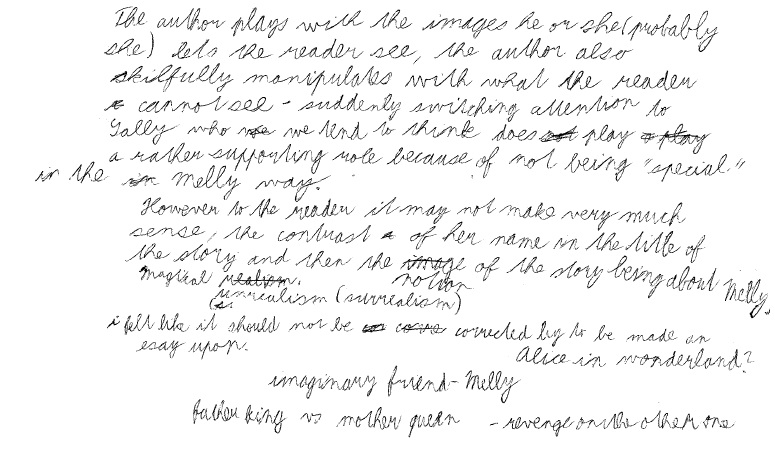 The author plays with the images he or she (probably
she) lets the reader see, the author also
skilfully manipulates with what the reader
cannot see - suddenly switching attention to
Tally who we tend to think does play
a rather supporting role because of not being "special"
in the Melly way.
However to the reader it may not make very much
sense, the contrast of her name in the title of
the story and then the image of the story being about Melly.
magical realism. notion
unrealism (surrealism)
i felt like it should not be corrected by to be made an
esay upon.
Alice in wonderland?
imaginary friend - Melly
father king vs mother queen - revenge on the other one